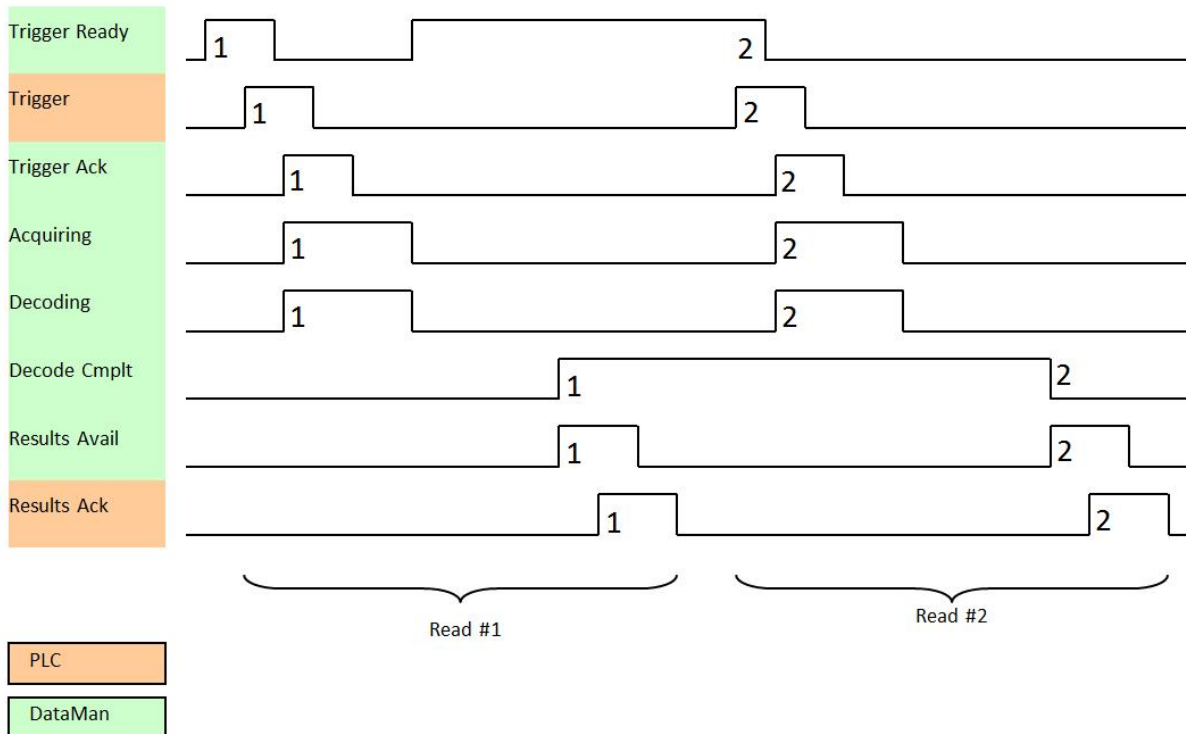 Trigger Ready 1 2
Trigger 1 2
Trigger Ack 1 2
Acquiring 1 2
Decoding 1 2
Decode Cmplt 1 2
Results Avail 1 2
Results Ack 1 2
Read #1 Read #2
PLC
DataMan